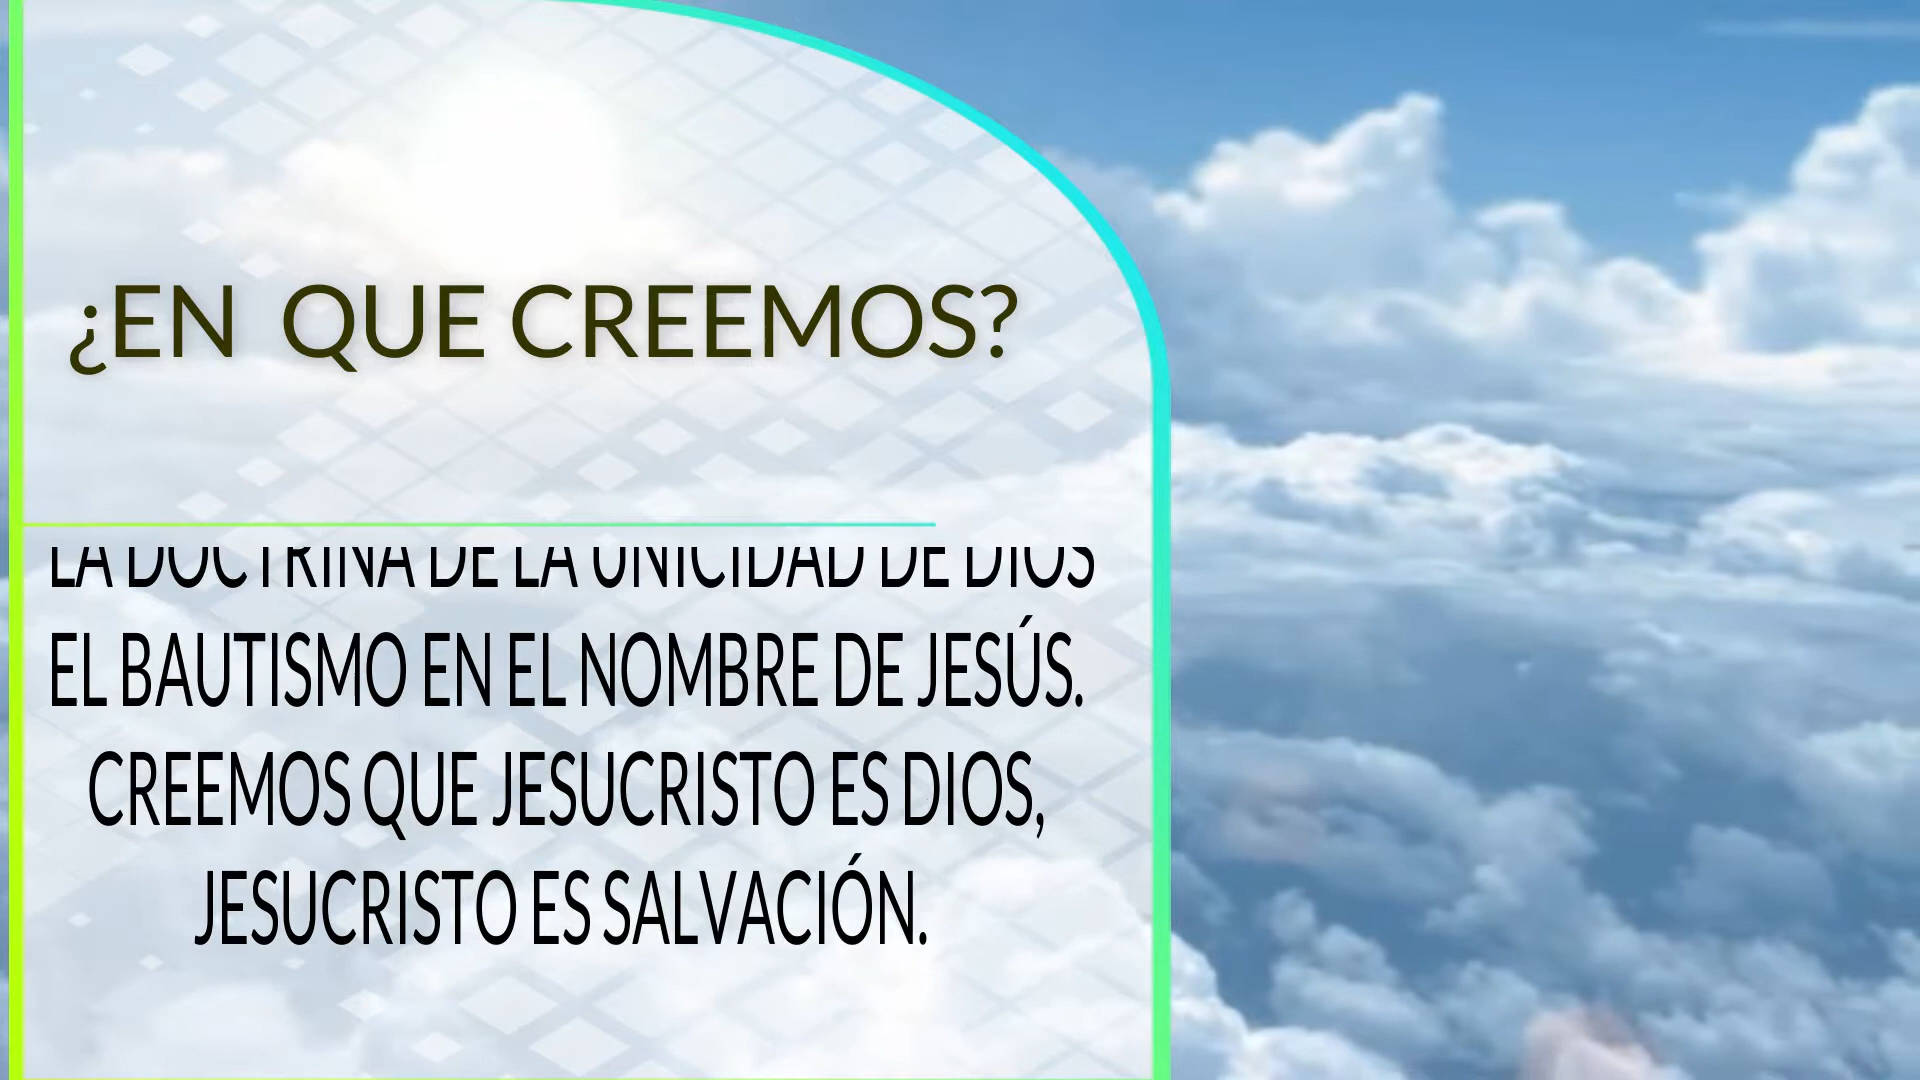 ¿EN QUE CREEMOS?
LA DOCTRINA DE LA UNICIDAD DE DIOS
EL BAUTISMO EN EL NOMBRE DE JESÚS.
CREEMOS QUE JESUCRISTO ES DIOS,
JESUCRISTO ES SALVACIÓN.